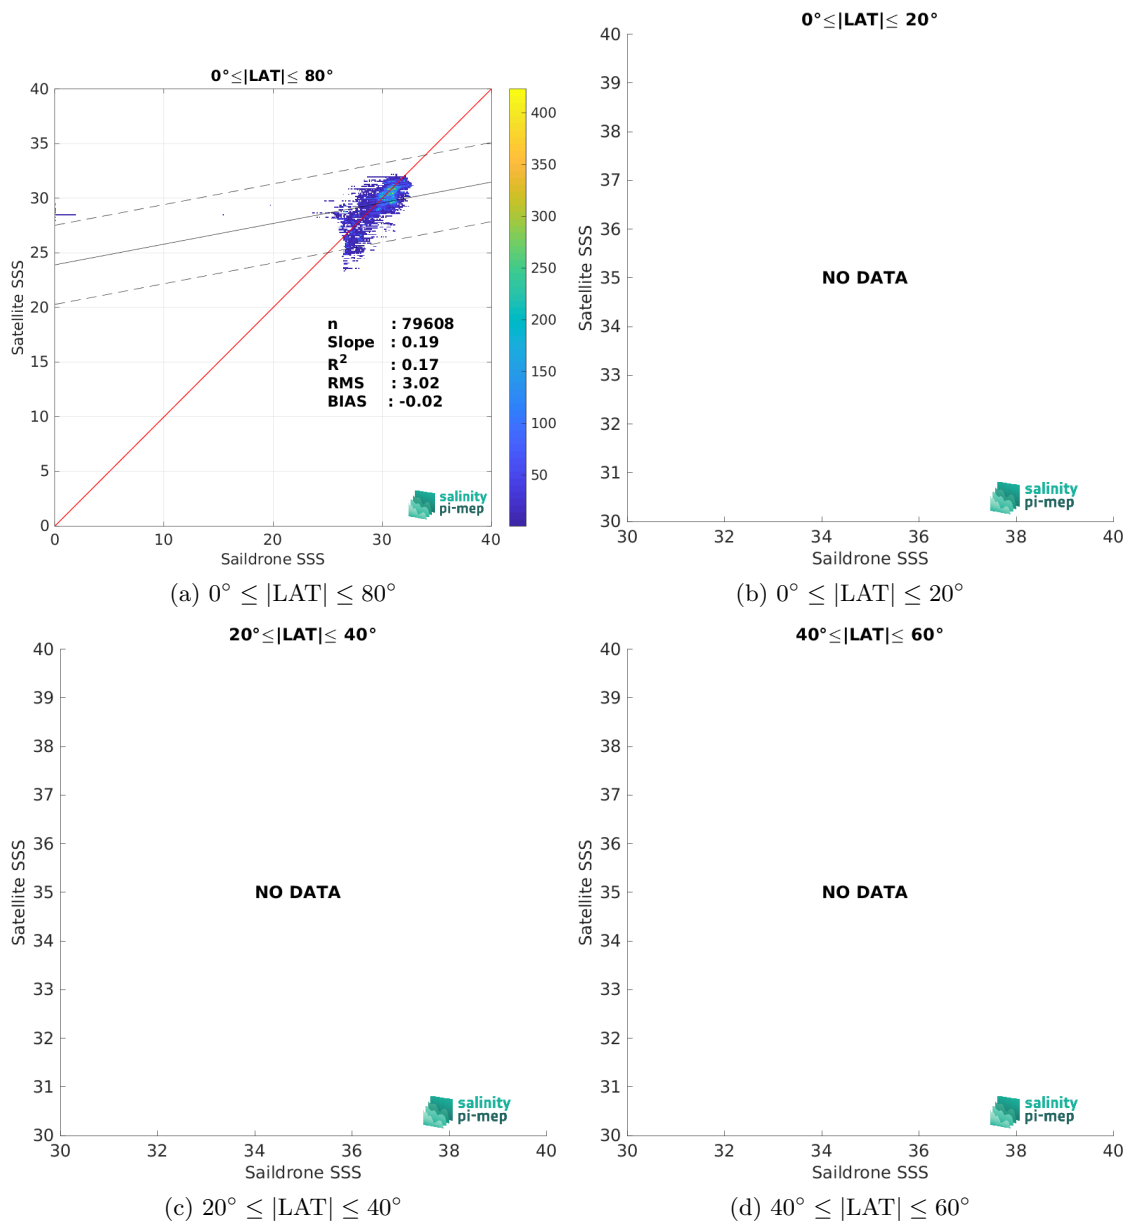 0°≤|LAT|≤ 80°
40
35
30
25
20
15
10
5
0
0 10 20 30 40
Satellite SSS
Saildrone SSS
n : 79608
Slope : 0.19
R² : 0.17
RMS : 3.02
BIAS : -0.02
400
350
300
250
200
150
100
50
salinity
pi-mep
(a) 0° ≤ |LAT| ≤ 80°
0°≤|LAT|≤ 20°
40
39
38
37
36
35
34
33
32
31
30
30 32 34 36 38 40
Satellite SSS
Saildrone SSS
NO DATA
salinity
pi-mep
(b) 0° ≤ |LAT| ≤ 20°
20°≤|LAT|≤ 40°
40
39
38
37
36
35
34
33
32
31
30
30 32 34 36 38 40
Satellite SSS
Saildrone SSS
NO DATA
salinity
pi-mep
(c) 20° ≤ |LAT| ≤ 40°
40°≤|LAT|≤ 60°
40
39
38
37
36
35
34
33
32
31
30
30 32 34 36 38 40
Satellite SSS
Saildrone SSS
NO DATA
salinity
pi-mep
(d) 40° ≤ |LAT| ≤ 60°